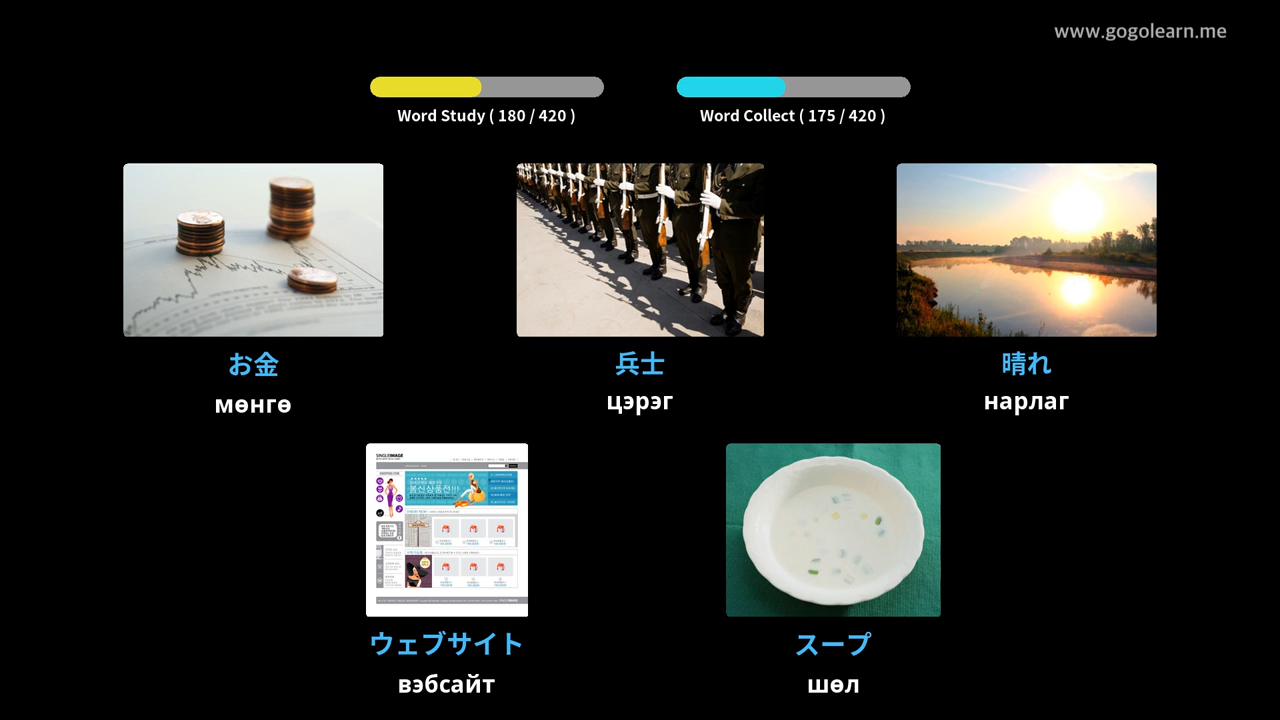 www.gogolearn.me
Word Study ( 180 / 420 )
Word Collect ( 175 / 420 )
お金
мөнгө
兵士
цэрэг
晴れ
нарлаг
ウェブサイト
вэбсайт
スープ
шөл